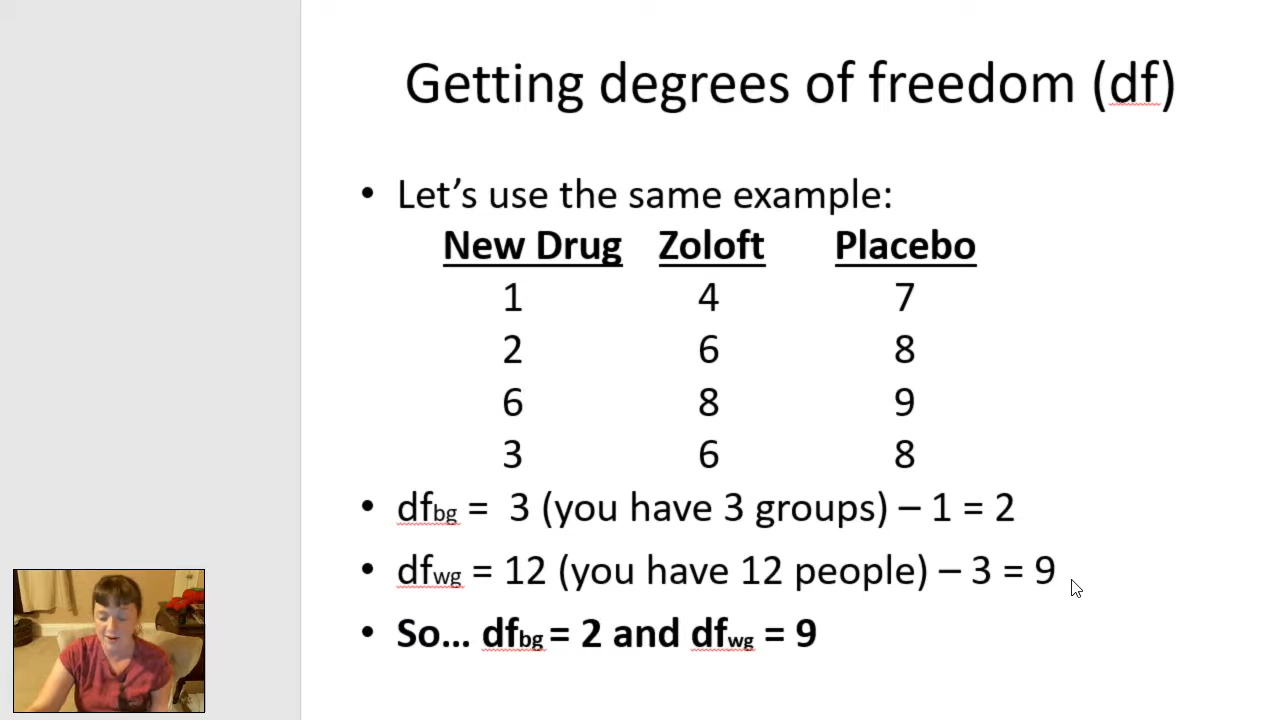 Getting degrees of freedom (df)
• Let’s use the same example:
New Drug Zoloft Placebo
1 4 7
2 6 8
6 8 9
3 6 8
• dfbg = 3 (you have 3 groups) – 1 = 2
• dfwg = 12 (you have 12 people) – 3 = 9
• So… dfbg = 2 and dfwg = 9